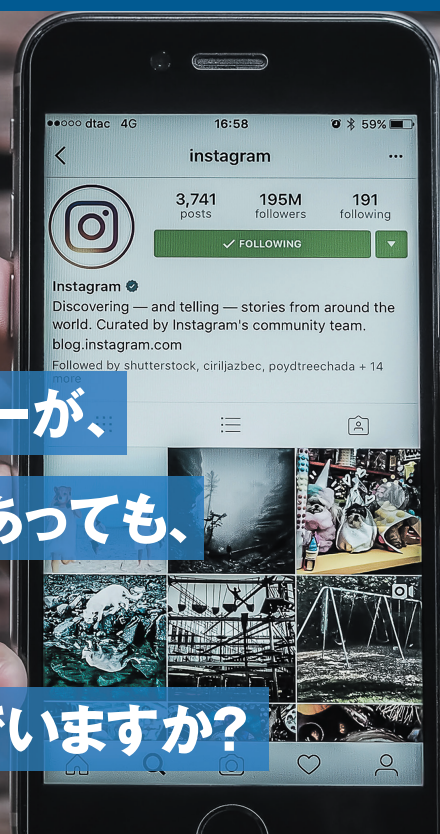 dtac 4G 16:58 59%
instagram
3,741 195M 191
posts followers following
FOLLOWING
Instagram
Discovering — and telling — stories from around the
world. Curated by Instagram's community team.
blog.instagram.com
Followed by shutterstock, ciriljazbec, poydtreechada + 14
more
ーが、
あっても、
いますか?